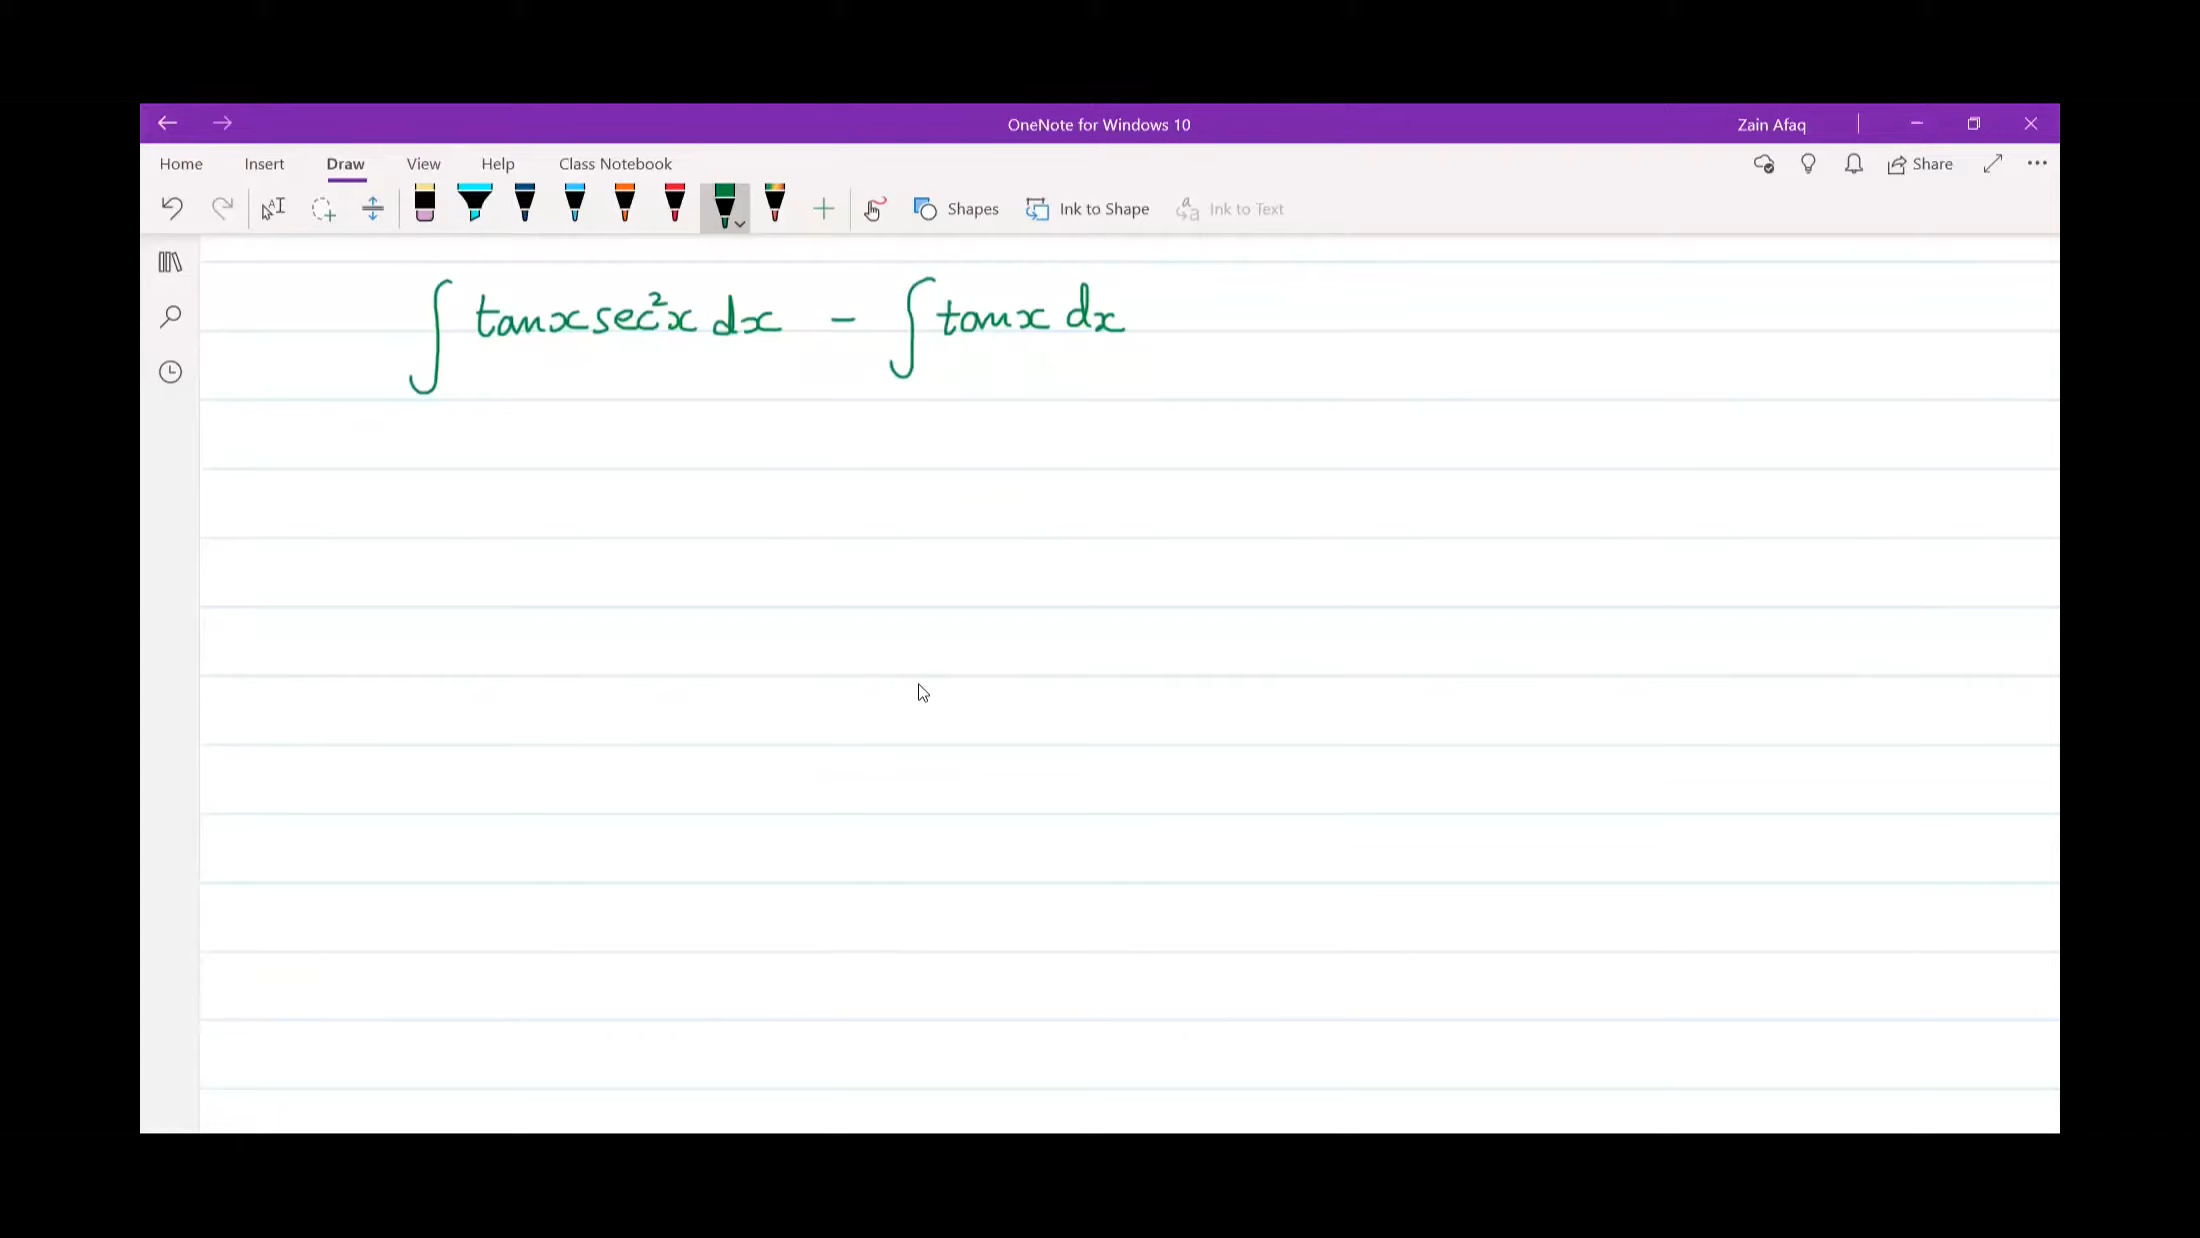 OneNote for Windows 10 Zain Afaq
Home Insert Draw View Help Class Notebook Share
Shapes Ink to Shape Ink to Text
∫ tanx sec²x dx - ∫ tanx dx